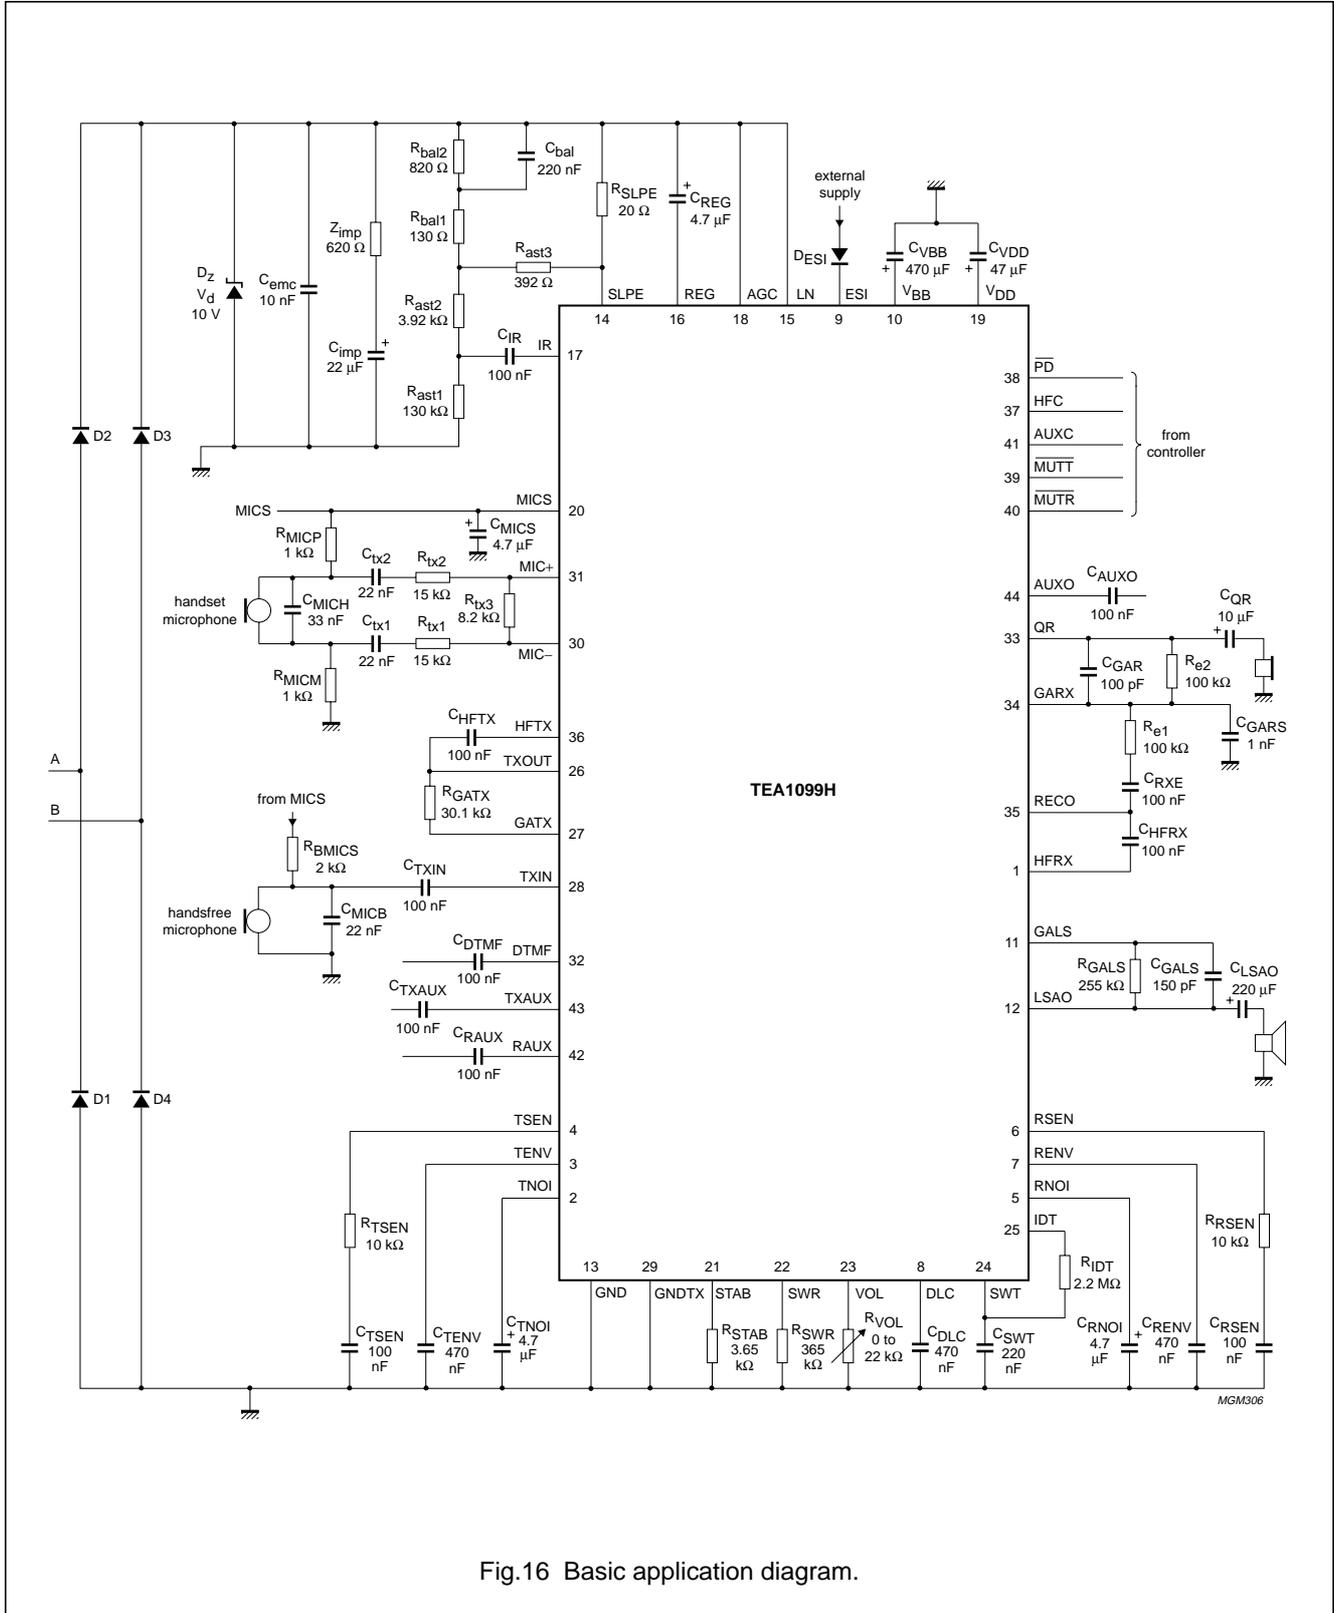 Rbal2
820 Ω
Cbal
220 nF
Rbal1
130 Ω
Rast3
392 Ω
RSLPE
20 Ω
CREG
+
4.7 μF
external
supply
DESI
CVBB
+
470 μF
CVDD
+
47 μF
Dz
Vd
10 V
Cemc
10 nF
Zimp
620 Ω
Cimp
+
22 μF
Rast2
3.92 kΩ
Rast1
130 kΩ
CIR
100 nF
SLPE
14
REG
16
AGC
18
LN
15
ESI
9
VBB
10
VDD
19
IR
17
D2
D3
38
PD
37
HFC
41
AUXC
39
MUTT
40
MUTR
from
controller
MICS
MICS
20
RMICP
1 kΩ
CMICS
+
4.7 μF
Ctx2
22 nF
Rtx2
15 kΩ
MIC+
31
handset
microphone
CMICH
33 nF
Rtx3
8.2 kΩ
Ctx1
22 nF
Rtx1
15 kΩ
MIC−
30
RMICM
1 kΩ
44
AUXO
CAUXO
100 nF
33
QR
CQR
10 μF
+
CGAR
100 pF
Re2
100 kΩ
34
GARX
Re1
100 kΩ
CGARS
1 nF
CRXE
100 nF
35
RECO
CHFRX
100 nF
1
HFRX
CHFTX
100 nF
HFTX
36
TXOUT
26
RGATX
30.1 kΩ
GATX
27
A
B
TEA1099H
from MICS
RBMICS
2 kΩ
CTXIN
100 nF
TXIN
28
handsfree
microphone
CMICB
22 nF
CDTMF
100 nF
DTMF
32
CTXAUX
100 nF
TXAUX
43
CRAUX
100 nF
RAUX
42
11
GALS
RGALS
255 kΩ
CGALS
150 pF
CLSAO
220 μF
+
12
LSAO
D1
D4
TSEN
4
TENV
3
TNOI
2
6
RSEN
7
RENV
5
RNOI
25
IDT
RTSEN
10 kΩ
RRSEN
10 kΩ
RIDT
2.2 MΩ
13
GND
29
GNDTX
21
STAB
22
SWR
23
VOL
8
DLC
24
SWT
CTSEN
100
nF
CTENV
470
nF
CTNOI
+
4.7
μF
RSTAB
3.65
kΩ
RSWR
365
kΩ
RVOL
0 to
22 kΩ
CDLC
470
nF
CSWT
220
nF
CRNOI
4.7
μF
+
CRENV
470
nF
CRSEN
100
nF
MGM306
Fig.16 Basic application diagram.